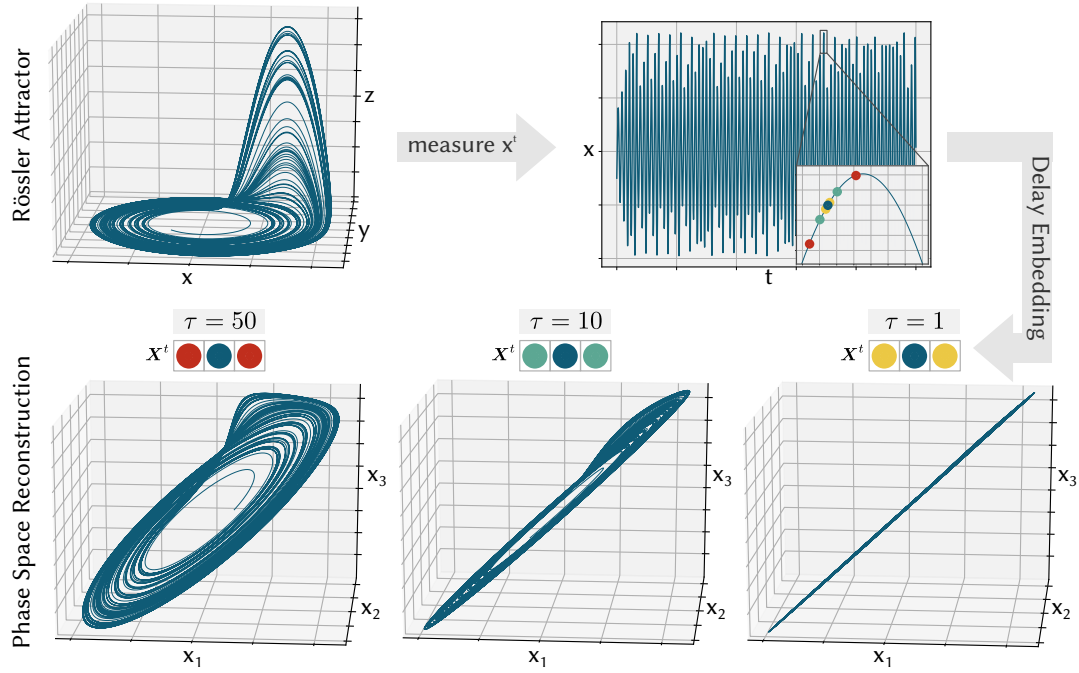 Rössler Attractor
z
y
x
measure xᵗ
x
t
Delay Embedding
τ = 50
Xᵗ
τ = 10
Xᵗ
τ = 1
Xᵗ
Phase Space Reconstruction
x₃
x₂
x₁
x₃
x₂
x₁
x₃
x₂
x₁